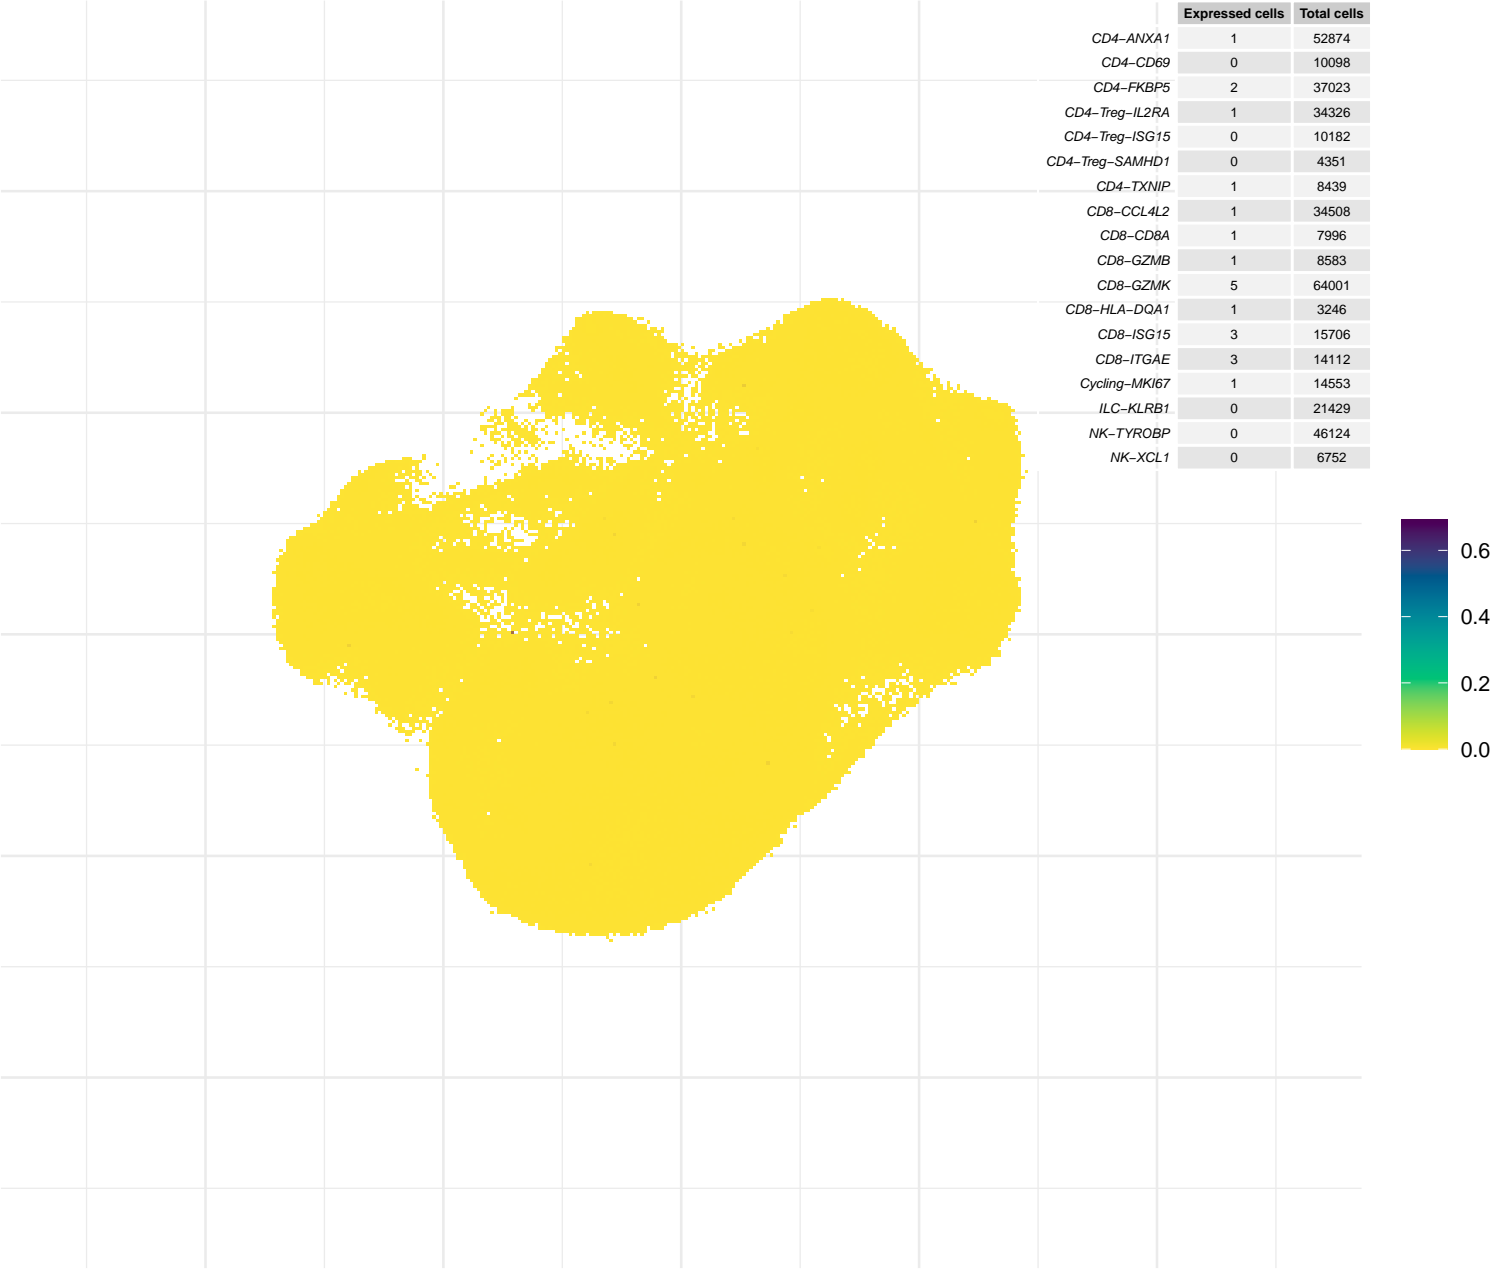 Expressed cells Total cells
CD4−ANXA1 1 52874
CD4−CD69 0 10098
CD4−FKBP5 2 37023
CD4−Treg−IL2RA 1 34326
CD4−Treg−ISG15 0 10182
CD4−Treg−SAMHD1 0 4351
CD4−TXNIP 1 8439
CD8−CCL4L2 1 34508
CD8−CD8A 1 7996
CD8−GZMB 1 8583
CD8−GZMK 5 64001
CD8−HLA−DQA1 1 3246
CD8−ISG15 3 15706
CD8−ITGAE 3 14112
Cycling−MKI67 1 14553
ILC−KLRB1 0 21429
NK−TYROBP 0 46124
NK−XCL1 0 6752
0.6
0.4
0.2
0.0